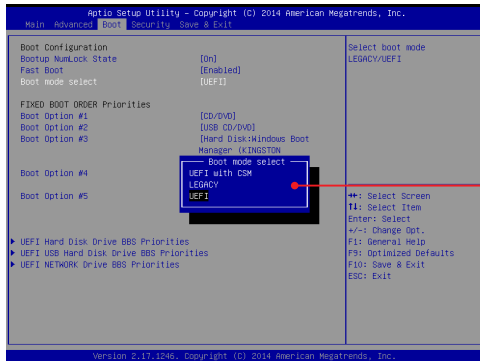 Aptio Setup Utility – Copyright (C) 2014 American Megatrends, Inc.
Main Advanced Boot Security Save & Exit
Boot Configuration
Bootup NumLock State [On]
Fast Boot [Enabled]
Boot mode select [UEFI]
FIXED BOOT ORDER Priorities
Boot Option #1 [CD/DVD]
Boot Option #2 [USB CD/DVD]
Boot Option #3 [Hard Disk:Windows Boot
Manager (KINGSTON
Boot mode select
Boot Option #4 UEFI with CSM
LEGACY
Boot Option #5 UEFI
UEFI Hard Disk Drive BBS Priorities
UEFI USB Hard Disk Drive BBS Priorities
UEFI NETWORK Drive BBS Priorities
Select boot mode
LEGACY/UEFI
→←: Select Screen
↑↓: Select Item
Enter: Select
+/-: Change Opt.
F1: General Help
F9: Optimized Defaults
F10: Save & Exit
ESC: Exit
Version 2.17.1246. Copyright (C) 2014 American Megatrends, Inc.